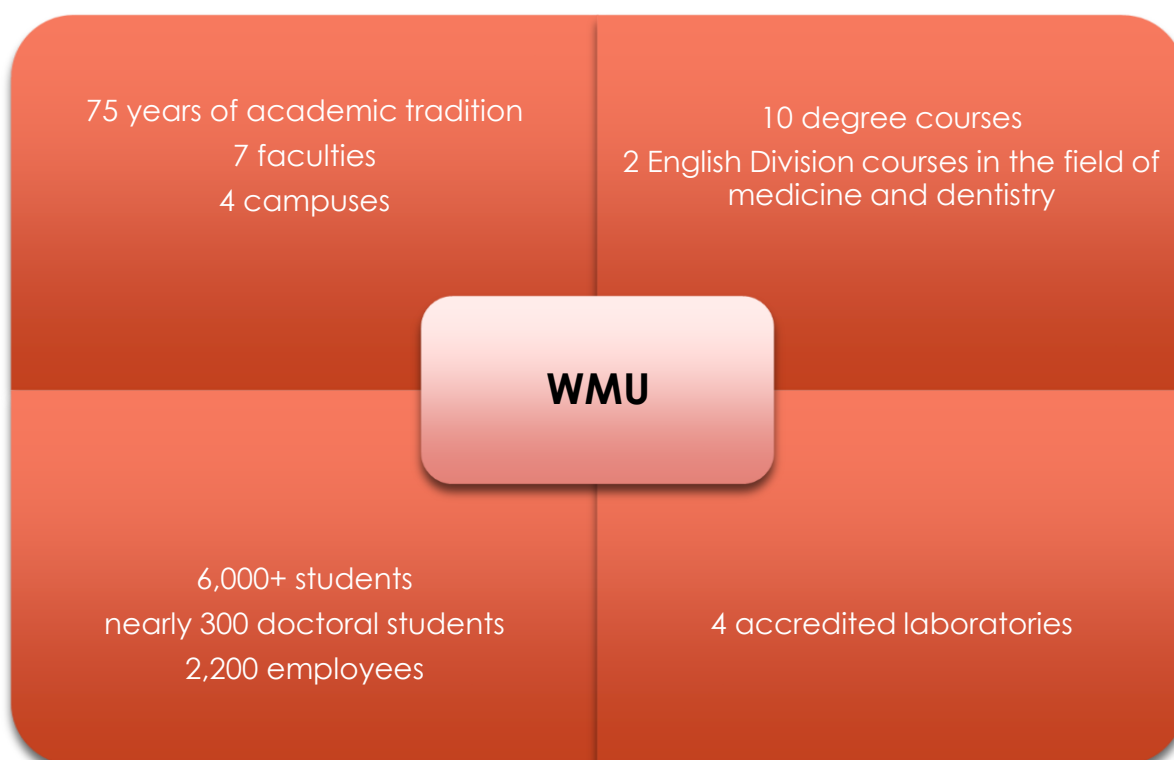 75 years of academic tradition
7 faculties
4 campuses
10 degree courses
2 English Division courses in the field of
medicine and dentistry
WMU
6,000+ students
nearly 300 doctoral students
2,200 employees
4 accredited laboratories